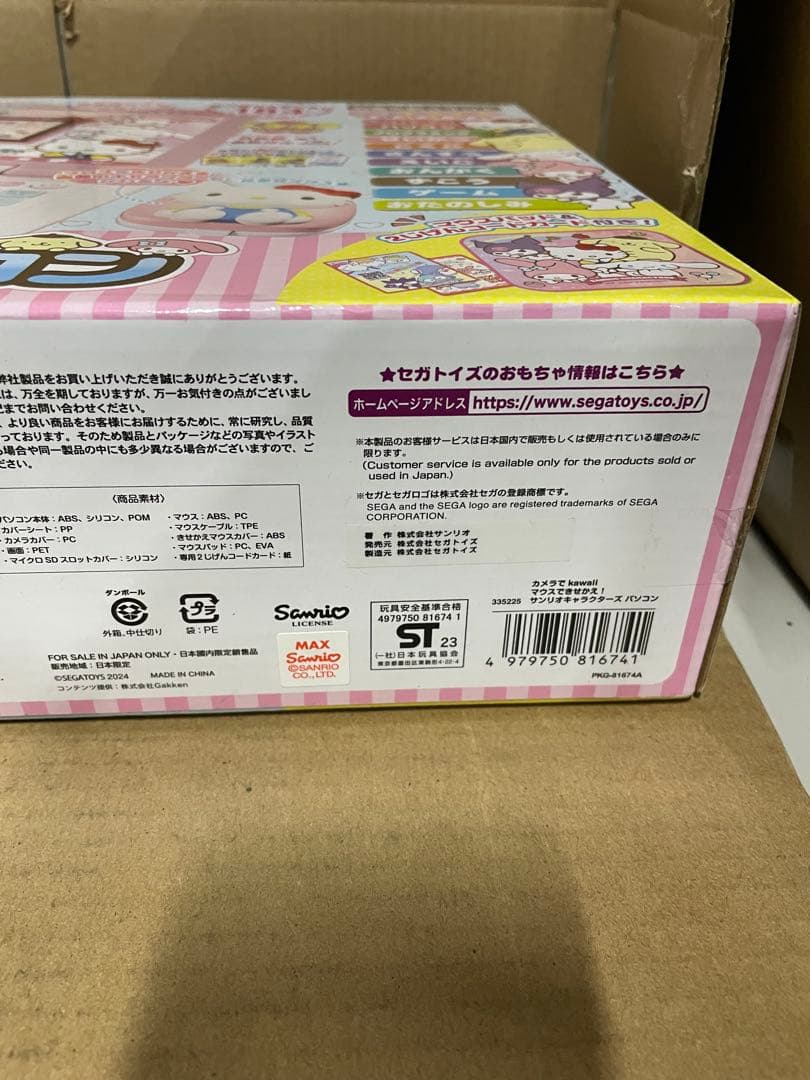 おんがく
ゲーム
おたのしみ
弊社製品をお買い上げいただき誠にありがとうございます。
は、万全を期しておりますが、万一お気付きの点がございまし
までお問い合わせください。
より良い商品をお客様にお届けするために、常に研究し、品質
っております。そのため製品とパッケージなどの写真やイラスト
場合や同一製品の中にも多少異なる場合がございますので、ご
ださい。
〈商品素材〉
パソコン本体：ABS、シリコン、POM
カバーシート：PP
・カメラカバー：PC
・画面：PET
・マイクロSDスロットカバー：シリコン
・マウス：ABS、PC
・マウスケーブル：TPE
・きせかえマウスカバー：ABS
・マウスパッド：PC、EVA
・専用2じげんコードカード：紙
★セガトイズのおもちゃ情報はこちら★
ホームページアドレス https://www.segatoys.co.jp/
※本製品のお客様サービスは日本国内で販売もしくは使用されている場合のみに
限ります。
(Customer service is available only for the products sold or
used in Japan.)
※セガとセガロゴは株式会社セガの登録商標です。
SEGA and the SEGA logo are registered trademarks of SEGA
CORPORATION.
著 作 株式会社サンリオ
発売元 株式会社セガトイズ
製造元 株式会社セガトイズ
ダンボール
外箱、中仕切り
プラ
袋：PE
Sanrio
LICENSE
MAX
Sanrio
©SANRIO
CO., LTD.
玩具安全基準合格
4979750 81674 1
ST 23
(一社)日本玩具協会
東京都墨田区東駒形4-22-4
カメラで kawaii
マウスできせかえ！
335225 サンリオキャラクターズ パソコン
4 979750 816741
PKG-81674A
FOR SALE IN JAPAN ONLY・日本国内限定販売品
販売地域：日本限定
©SEGATOYS 2024 MADE IN CHINA
コンテンツ提供：株式会社Gakken